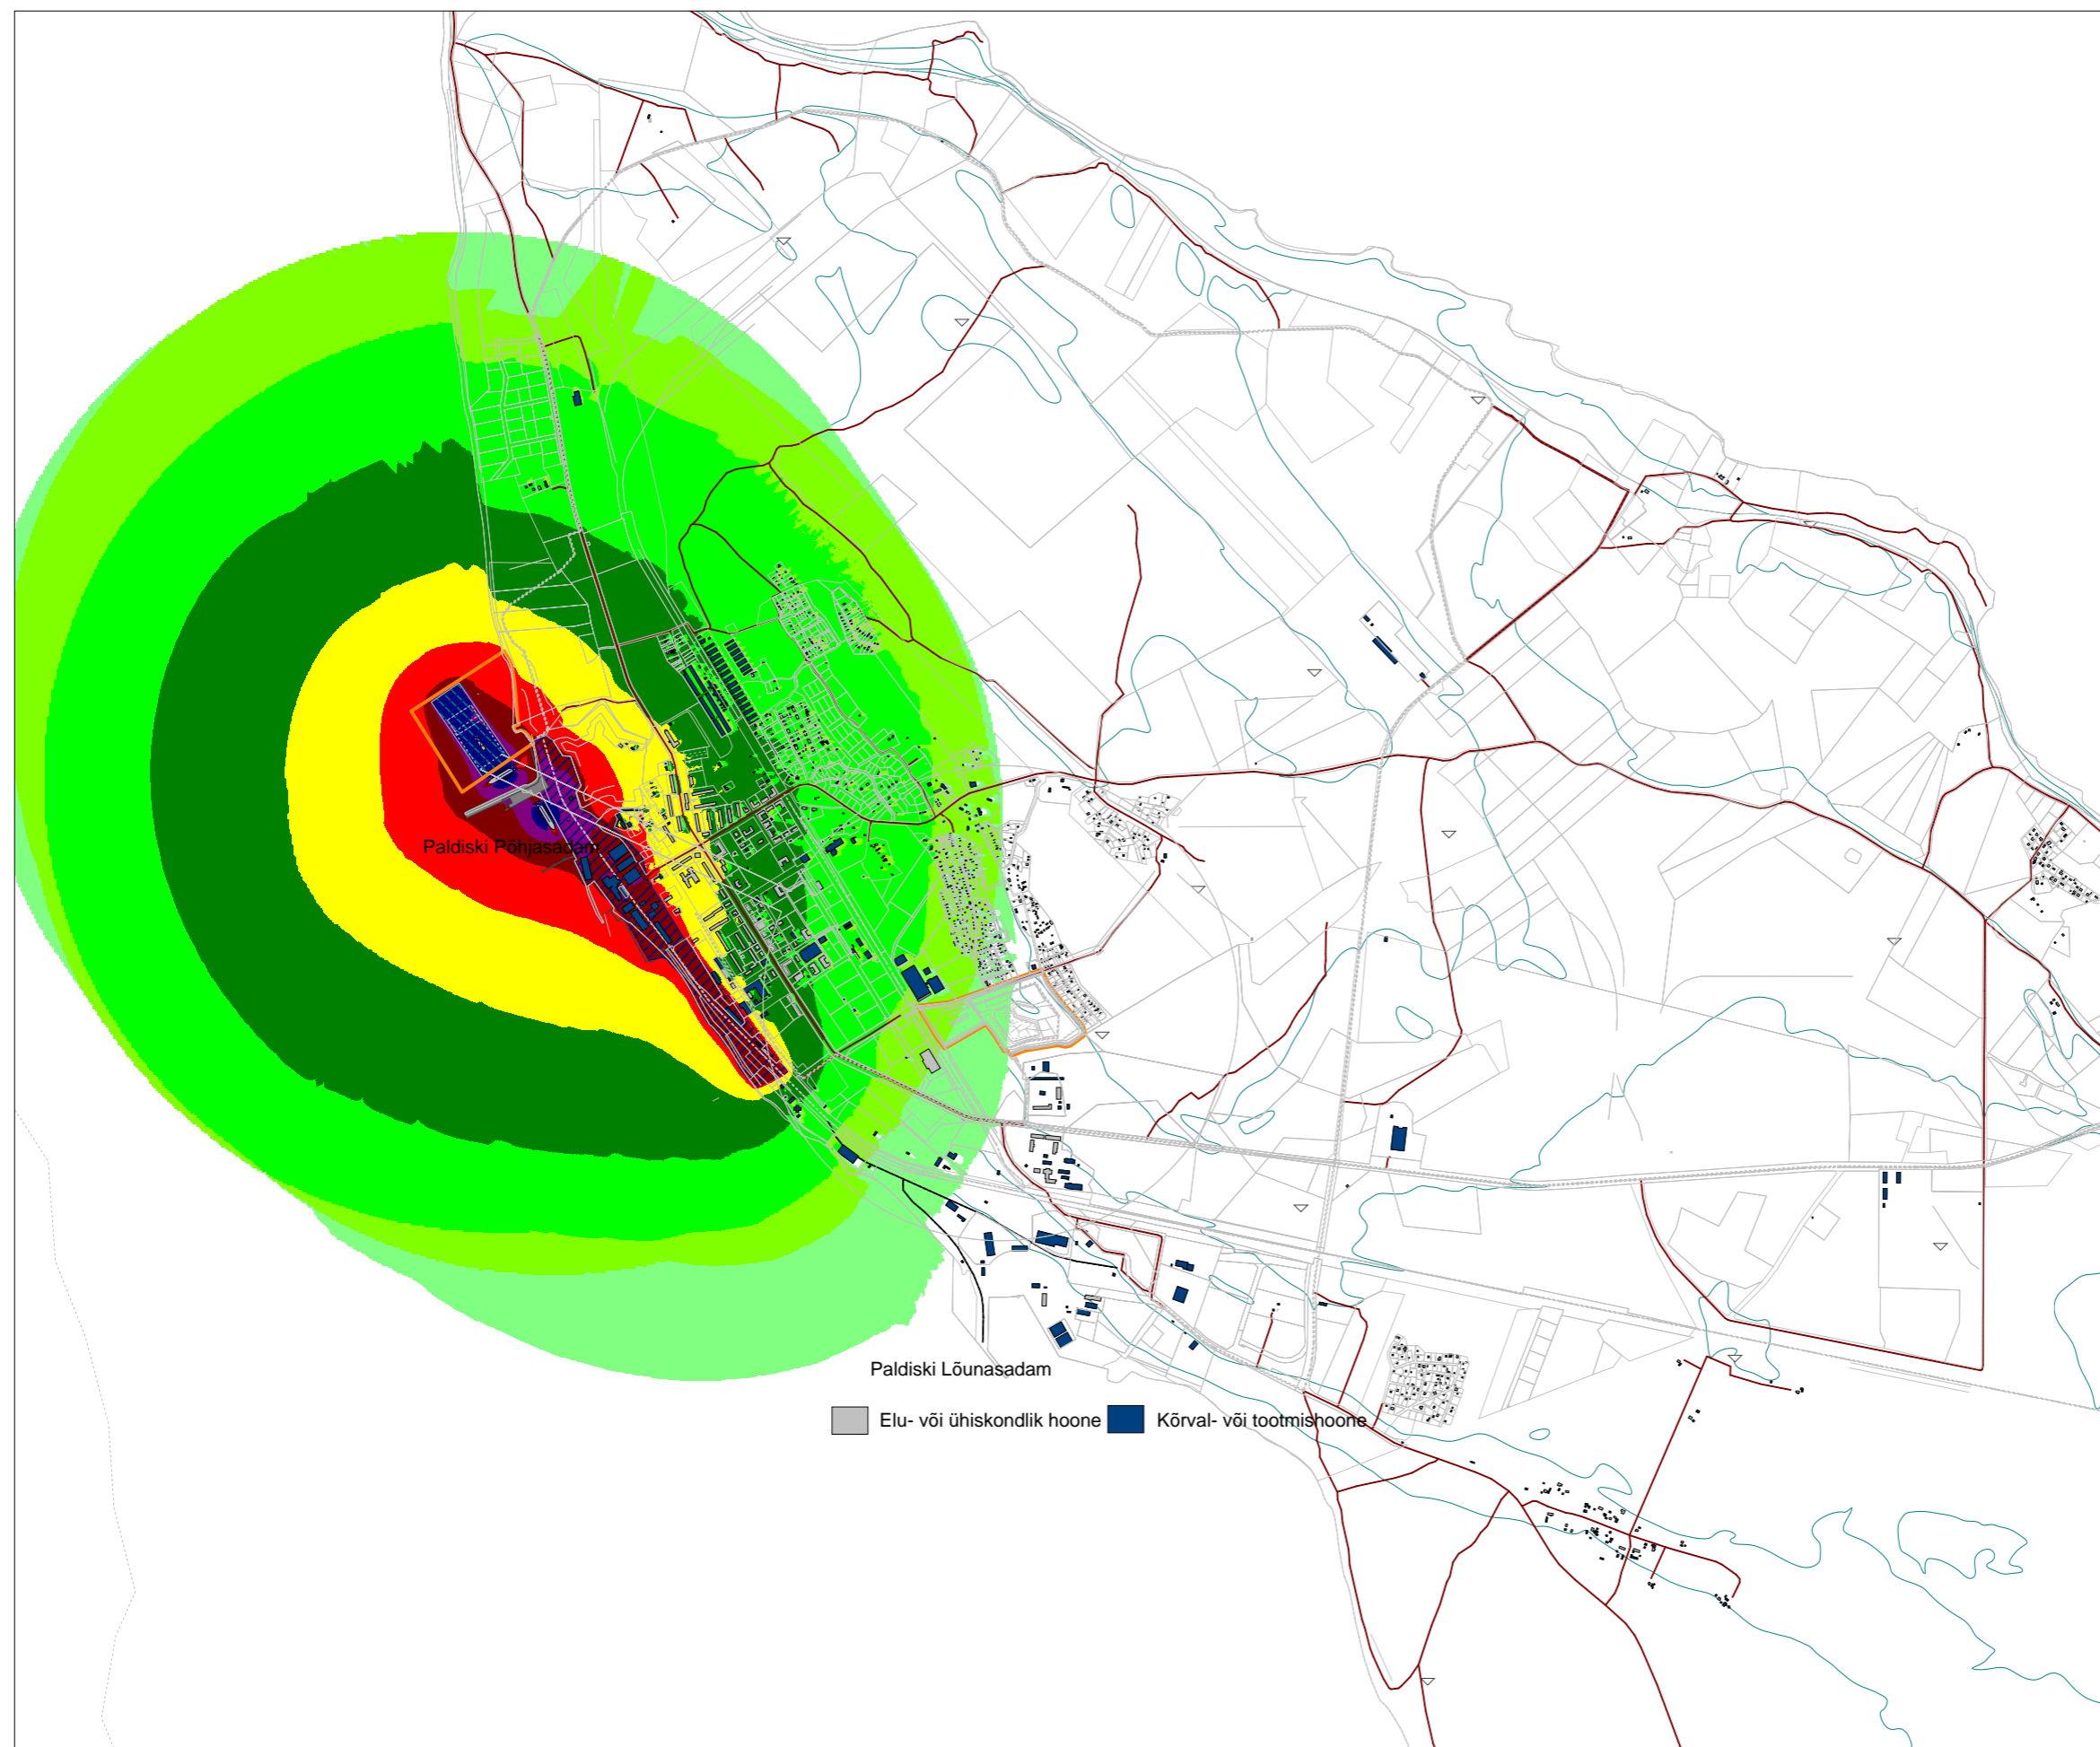 Paldiski Põhjasadam
Paldiski Lõunasadam
Elu- või ühiskondlik hoone
Kõrval- või tootmishoone